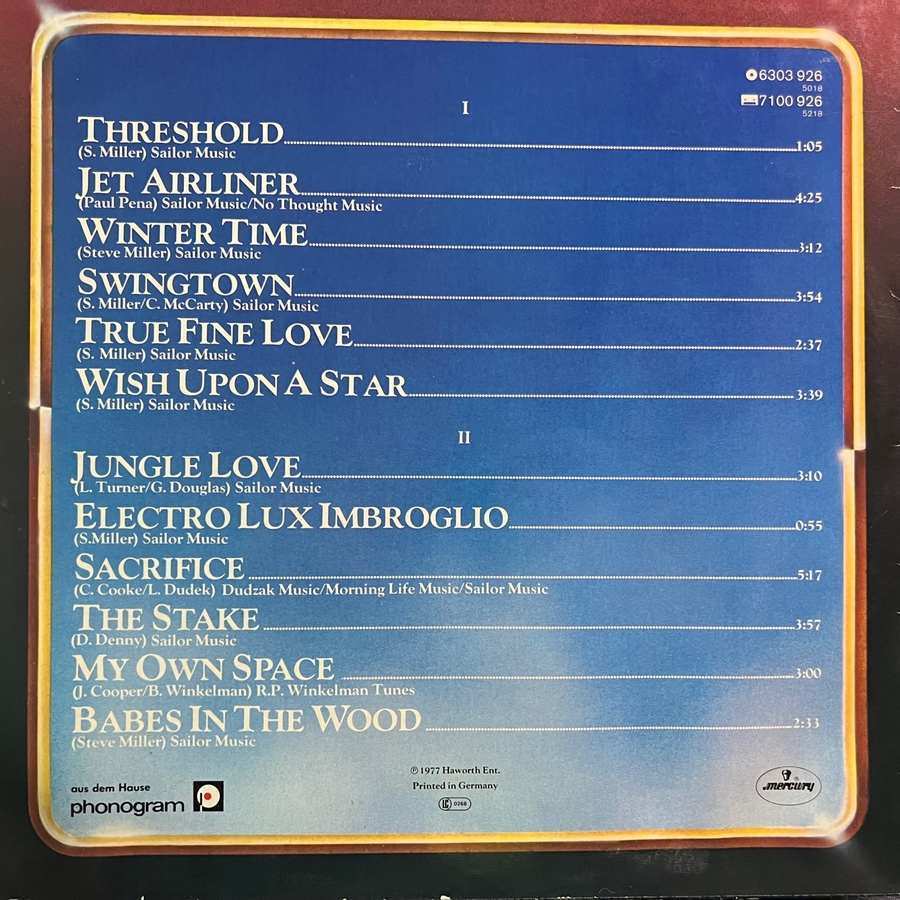 6303 926
5018
7100 926
5218
I
THRESHOLD 1:05
(S. Miller) Sailor Music
JET AIRLINER 4:25
(Paul Pena) Sailor Music/No Thought Music
WINTER TIME 3:12
(Steve Miller) Sailor Music
SWINGTOWN 3:54
(S. Miller/C. McCarty) Sailor Music
TRUE FINE LOVE 2:37
(S. Miller) Sailor Music
WISH UPON A STAR 3:39
(S. Miller) Sailor Music
II
JUNGLE LOVE 3:10
(L. Turner/G. Douglas) Sailor Music
ELECTRO LUX IMBROGLIO 0:55
(S.Miller) Sailor Music
SACRIFICE 5:17
(C. Cooke/L. Dudek) Dudzak Music/Morning Life Music/Sailor Music
THE STAKE 3:57
(D. Denny) Sailor Music
MY OWN SPACE 3:00
(J. Cooper/B. Winkelman) R.P. Winkelman Tunes
BABES IN THE WOOD 2:33
(Steve Miller) Sailor Music
℗ 1977 Haworth Ent.
Printed in Germany
LC 0268
aus dem Hause
phonogram
mercury